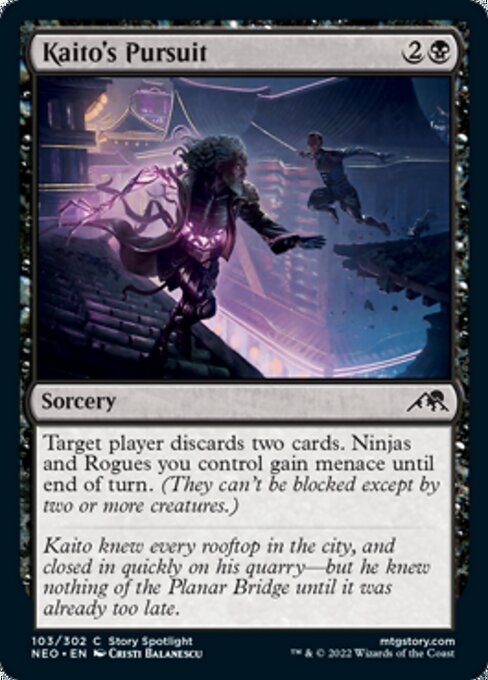 Kaito's Pursuit 2
Sorcery
Target player discards two cards. Ninjas
and Rogues you control gain menace until
end of turn. (They can't be blocked except by
two or more creatures.)
Kaito knew every rooftop in the city, and
closed in quickly on his quarry—but he knew
nothing of the Planar Bridge until it was
already too late.
103/302 C Story Spotlight
mtgstory.com
NEO • EN Cristi Balanescu
™ & © 2022 Wizards of the Coast